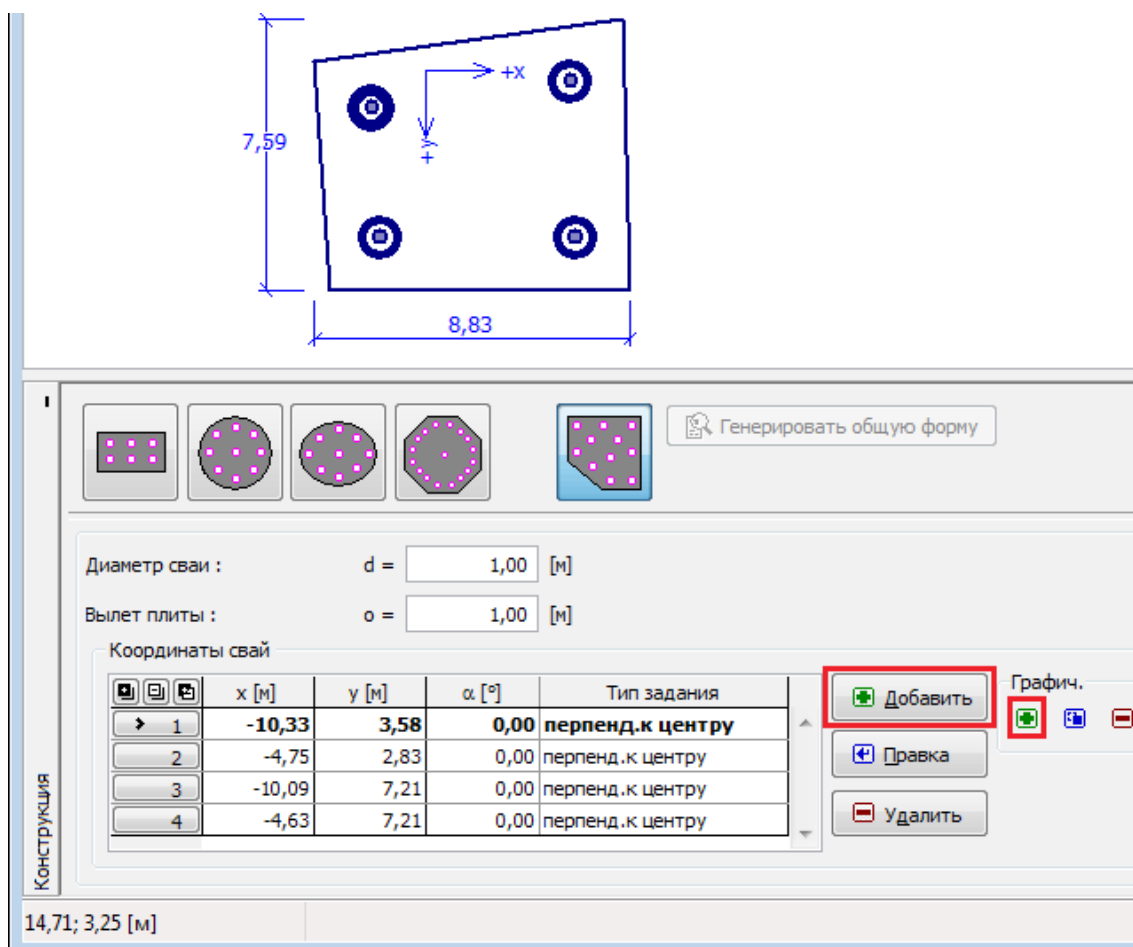 +x
7,59
+y
8,83
Генерировать общую форму
Диаметр сваи : d = 1,00 [м]
Вылет плиты : o = 1,00 [м]
Координаты свай
x [м] y [м] α [°] Тип задания
> 1 -10,33 3,58 0,00 перпенд.к центру
2 -4,75 2,83 0,00 перпенд.к центру
3 -10,09 7,21 0,00 перпенд.к центру
4 -4,63 7,21 0,00 перпенд.к центру
Добавить
Правка
Удалить
Графич.
Конструкция
14,71; 3,25 [м]